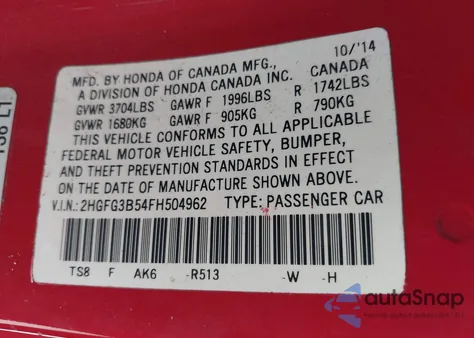 10/'14
MFD. BY HONDA OF CANADA MFG.,
A DIVISION OF HONDA CANADA INC. CANADA
GVWR 3704LBS GAWR F 1996LBS R 1742LBS
GVWR 1680KG GAWR F 905KG R 790KG
THIS VEHICLE CONFORMS TO ALL APPLICABLE
FEDERAL MOTOR VEHICLE SAFETY, BUMPER,
AND THEFT PREVENTION STANDARDS IN EFFECT
ON THE DATE OF MANUFACTURE SHOWN ABOVE.
V.I.N.: 2HGFG3B54FH504962 TYPE: PASSENGER CAR
TS8 F AK6 -R513 -W -H
autoSnap